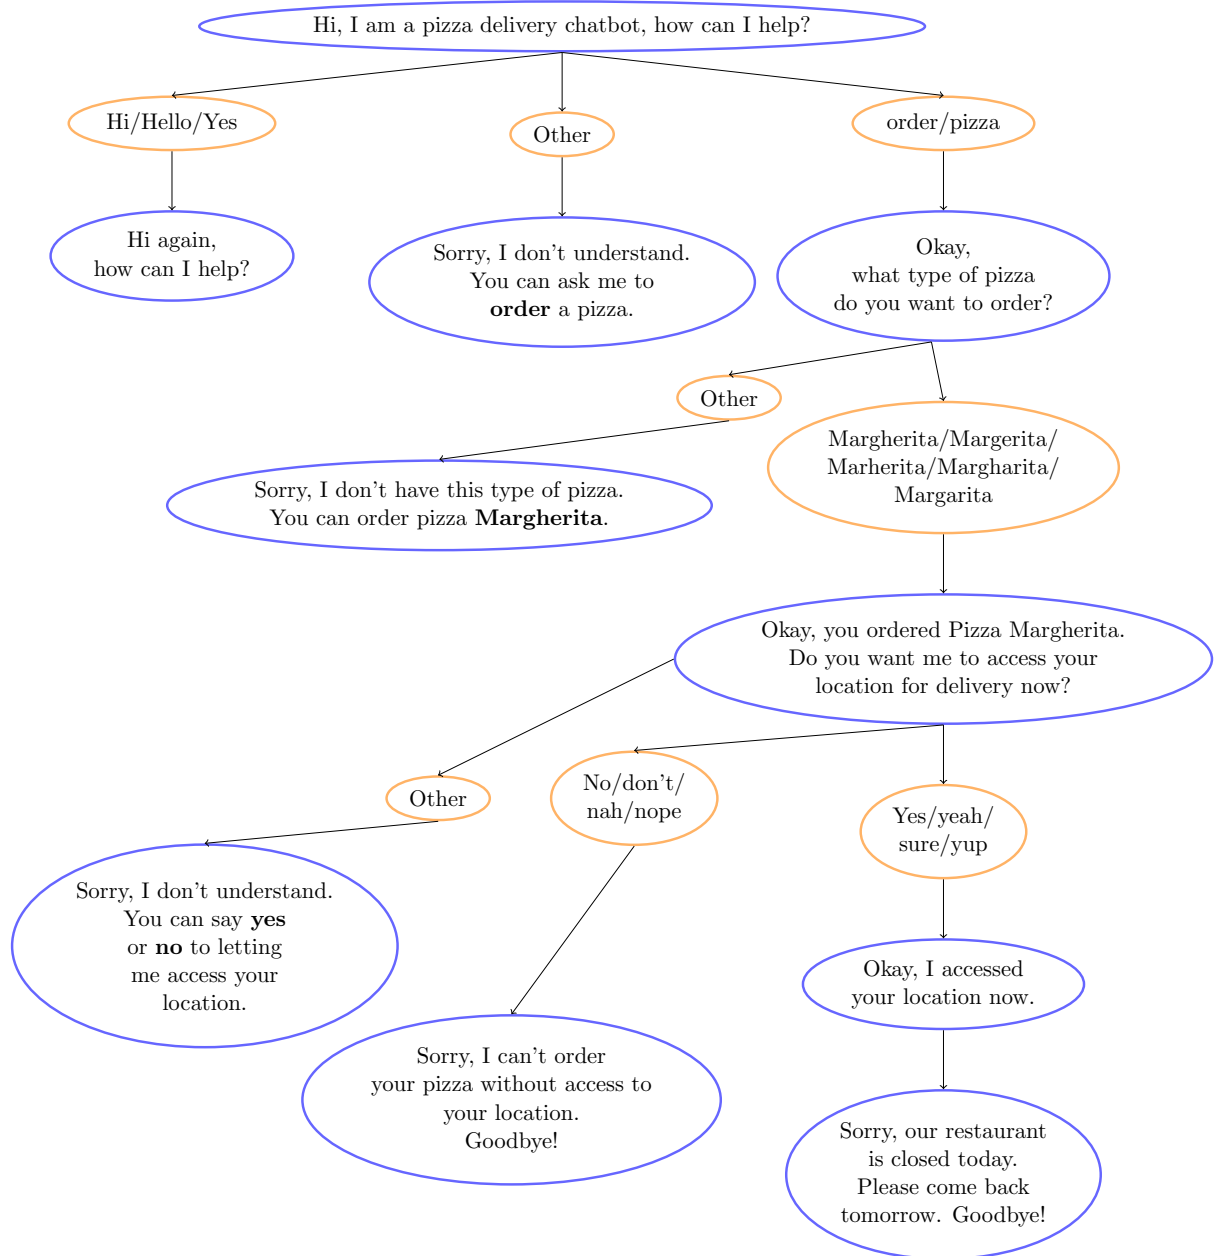 Hi, I am a pizza delivery chatbot, how can I help?
Hi/Hello/Yes
Other
order/pizza
Hi again,
how can I help?
Sorry, I don't understand.
You can ask me to
order a pizza.
Okay,
what type of pizza
do you want to order?
Other
Margherita/Margerita/
Marherita/Margharita/
Margarita
Sorry, I don't have this type of pizza.
You can order pizza Margherita.
Okay, you ordered Pizza Margherita.
Do you want me to access your
location for delivery now?
Other
No/don't/
nah/nope
Yes/yeah/
sure/yup
Sorry, I don't understand.
You can say yes
or no to letting
me access your
location.
Okay, I accessed
your location now.
Sorry, I can't order
your pizza without access to
your location.
Goodbye!
Sorry, our restaurant
is closed today.
Please come back
tomorrow. Goodbye!